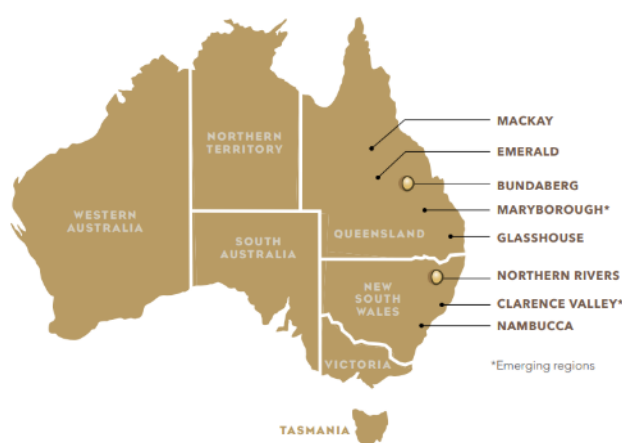 MACKAY
EMERALD
BUNDABERG
MARYBOROUGH*
GLASSHOUSE
NORTHERN RIVERS
CLARENCE VALLEY*
NAMBUCCA
*Emerging regions
NORTHERN
TERRITORY
WESTERN
AUSTRALIA
SOUTH
AUSTRALIA
QUEENSLAND
NEW
SOUTH
WALES
VICTORIA
TASMANIA